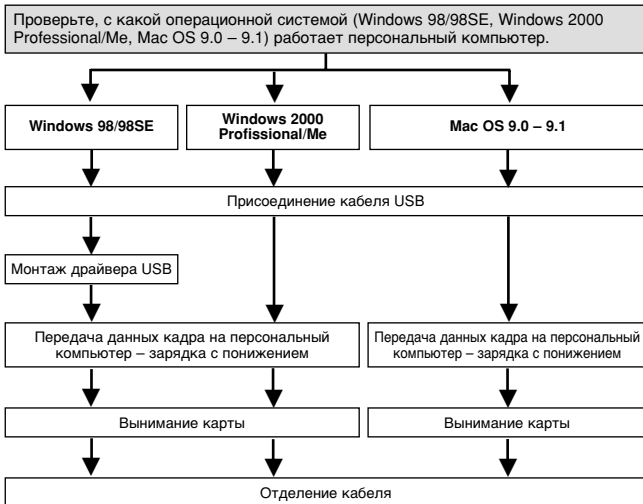 Проверьте, с какой операционной системой (Windows 98/98SE, Windows 2000
Professional/Me, Mac OS 9.0 – 9.1) работает персональный компьютер.
Windows 98/98SE
Windows 2000
Profissional/Me
Mac OS 9.0 – 9.1
Присоединение кабеля USB
Монтаж драйвера USB
Передача данных кадра на персональный
компьютер – зарядка с понижением
Передача данных кадра на персональный
компьютер – зарядка с понижением
Вынимание карты
Вынимание карты
Отделение кабеля